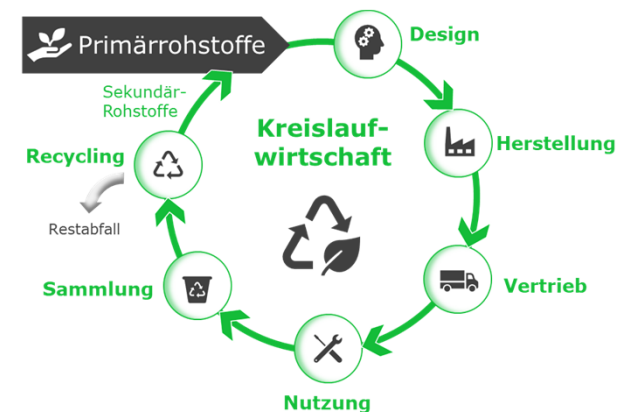 Primärrohstoffe
Design
Sekundär-
Rohstoffe
Kreislauf-
wirtschaft
Herstellung
Recycling
Restabfall
Sammlung
Vertrieb
Nutzung